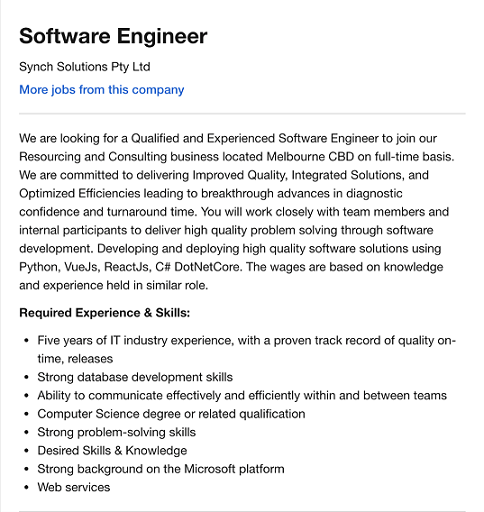 Software Engineer
Synch Solutions Pty Ltd
More jobs from this company
We are looking for a Qualified and Experienced Software Engineer to join our
Resourcing and Consulting business located Melbourne CBD on full-time basis.
We are committed to delivering Improved Quality, Integrated Solutions, and
Optimized Efficiencies leading to breakthrough advances in diagnostic
confidence and turnaround time. You will work closely with team members and
internal participants to deliver high quality problem solving through software
development. Developing and deploying high quality software solutions using
Python, VueJs, ReactJs, C# DotNetCore. The wages are based on knowledge
and experience held in similar role.
Required Experience & Skills:
• Five years of IT industry experience, with a proven track record of quality on-
time, releases
• Strong database development skills
• Ability to communicate effectively and efficiently within and between teams
• Computer Science degree or related qualification
• Strong problem-solving skills
• Desired Skills & Knowledge
• Strong background on the Microsoft platform
• Web services